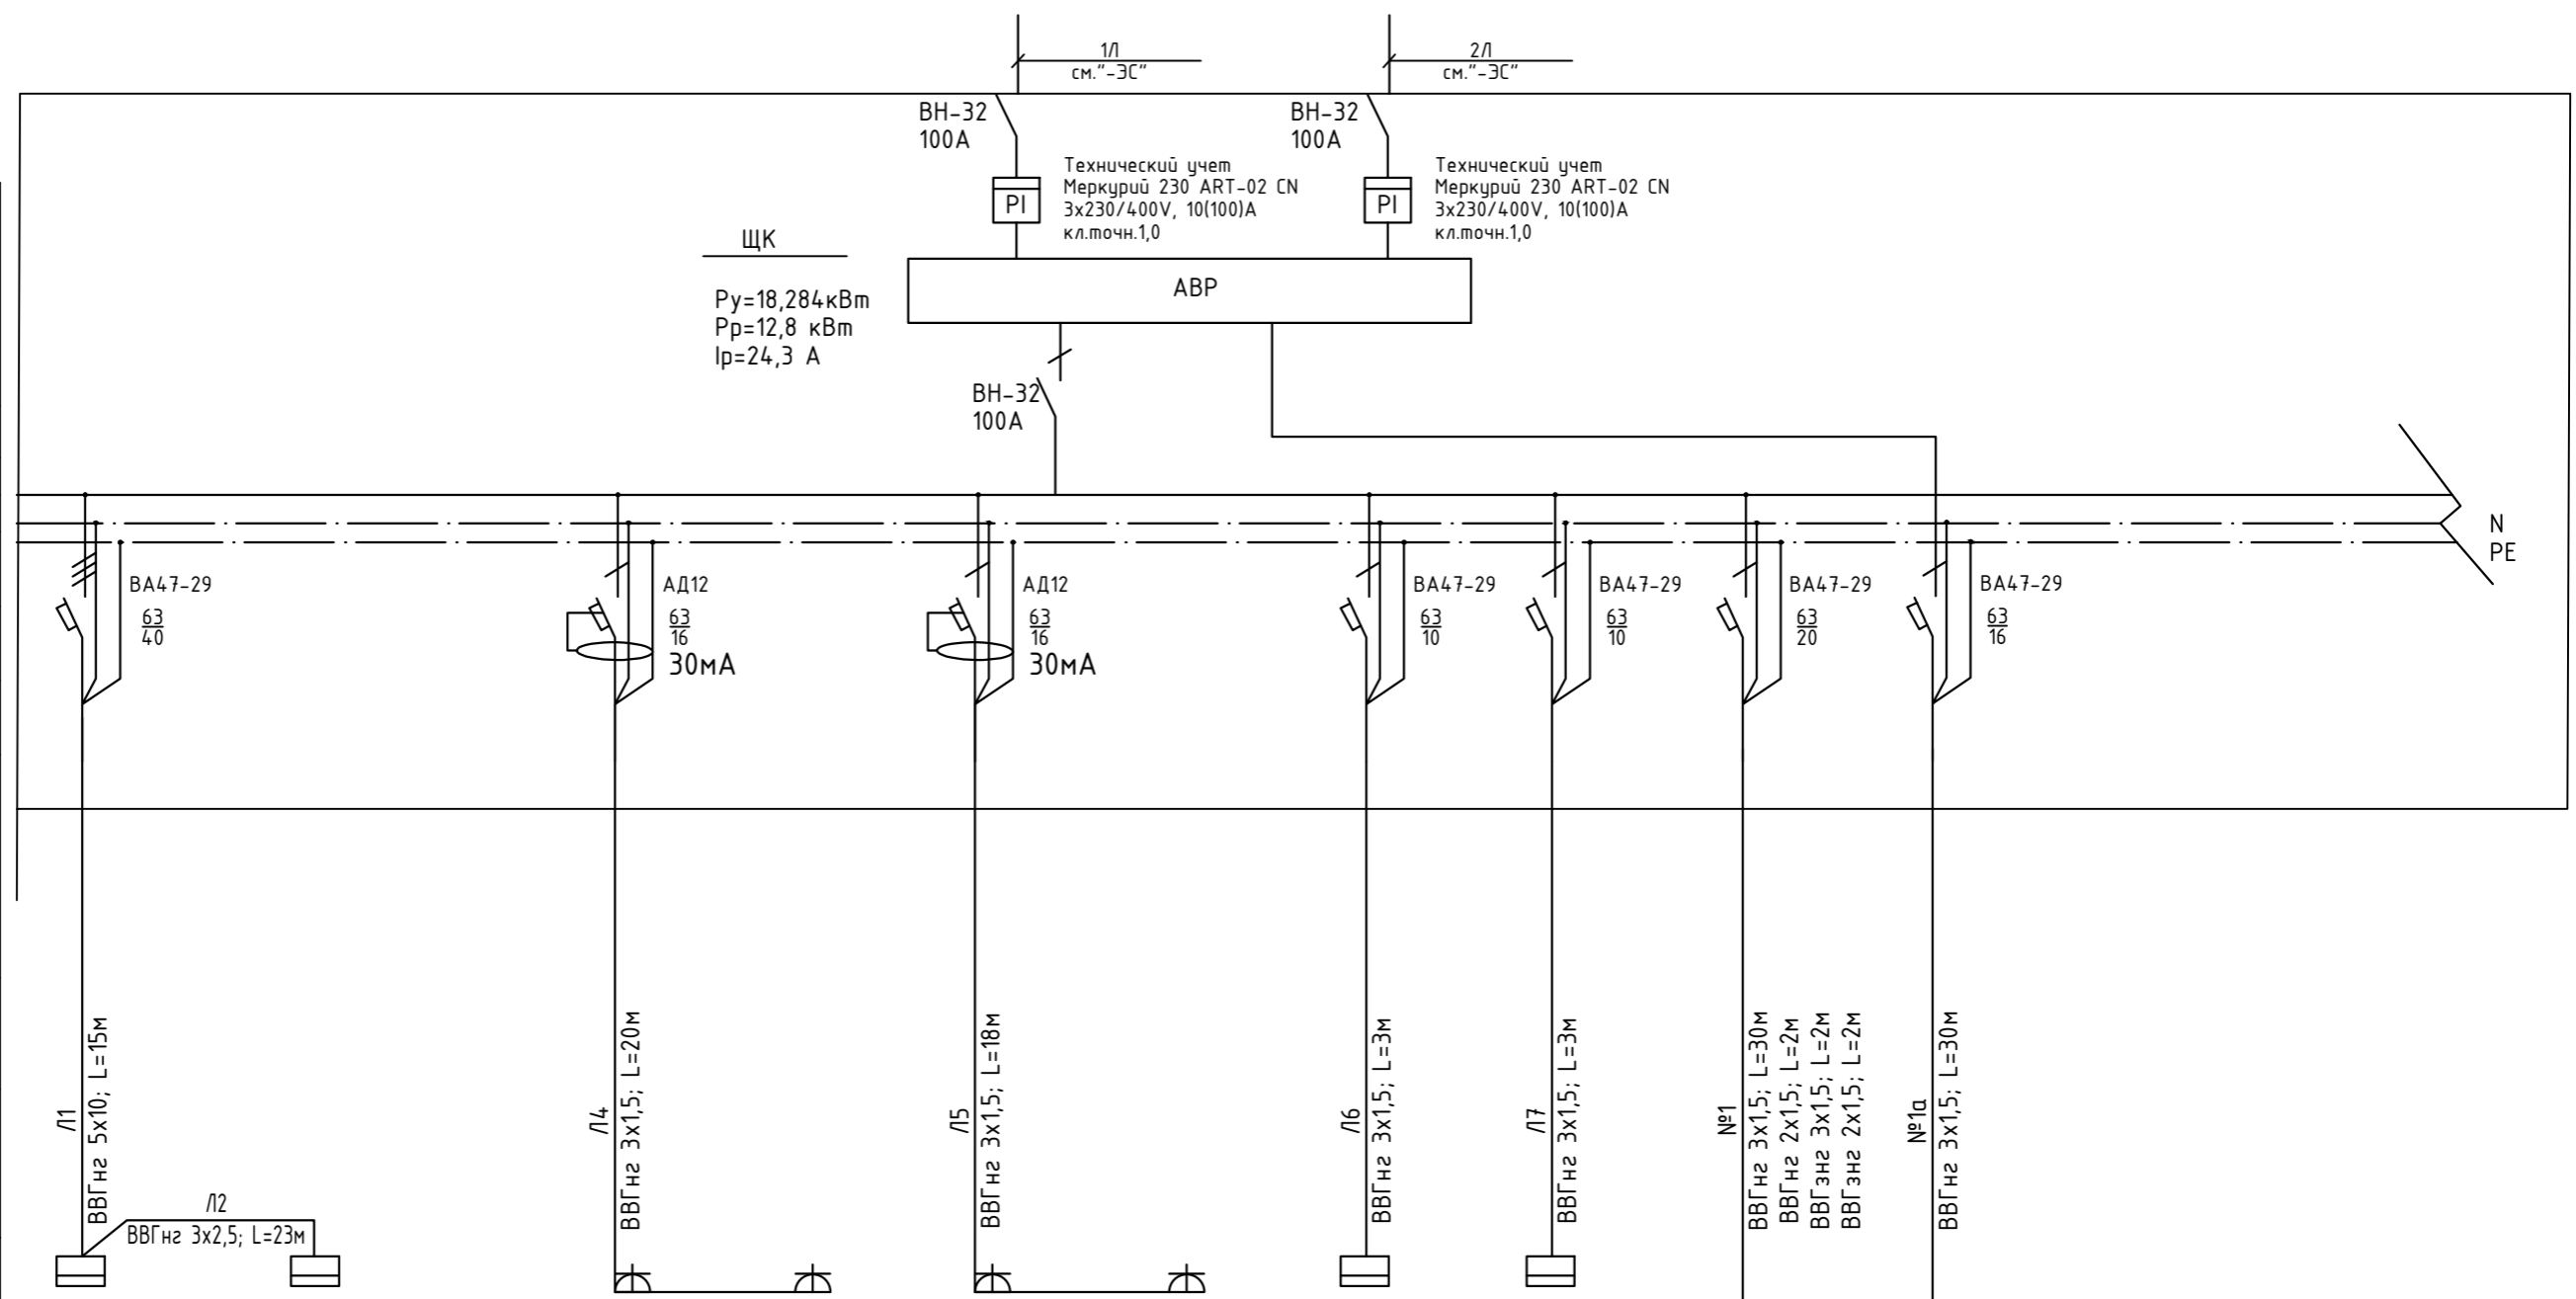 1Л
см."-ЭС"
2Л
см."-ЭС"
ВН-32
100А
ВН-32
100А
Технический учет
Меркурий 230 ART-02 CN
3х230/400V, 10(100)А
кл.точн.1,0
Технический учет
Меркурий 230 ART-02 CN
3х230/400V, 10(100)А
кл.точн.1,0
PI
PI
ЩК
Ру=18,284кВт
Рр=12,8 кВт
Iр=24,3 А
АВР
ВН-32
100А
N
PE
ВА47-29
63
40
АД12
63
16
30мА
АД12
63
16
30мА
ВА47-29
63
10
ВА47-29
63
10
ВА47-29
63
20
ВА47-29
63
16
Л1
ВВГнг 5х10; L=15м
Л2
ВВГнг 3х2,5; L=23м
Л4
ВВГнг 3х1,5; L=20м
Л5
ВВГнг 3х1,5; L=18м
Л6
ВВГнг 3х1,5; L=3м
Л7
ВВГнг 3х1,5; L=3м
№1
ВВГнг 3х1,5; L=30м
ВВГнг 2х1,5; L=2м
ВВГзнг 3х1,5; L=2м
ВВГзнг 2х1,5; L=2м
№1а
ВВГнг 3х1,5; L=30м